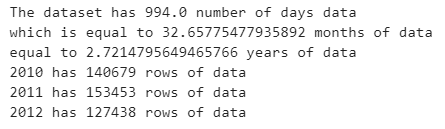 The dataset has 994.0 number of days data
which is equal to 32.65775477935892 months of data
equal to 2.7214795649465766 years of data
2010 has 140679 rows of data
2011 has 153453 rows of data
2012 has 127438 rows of data